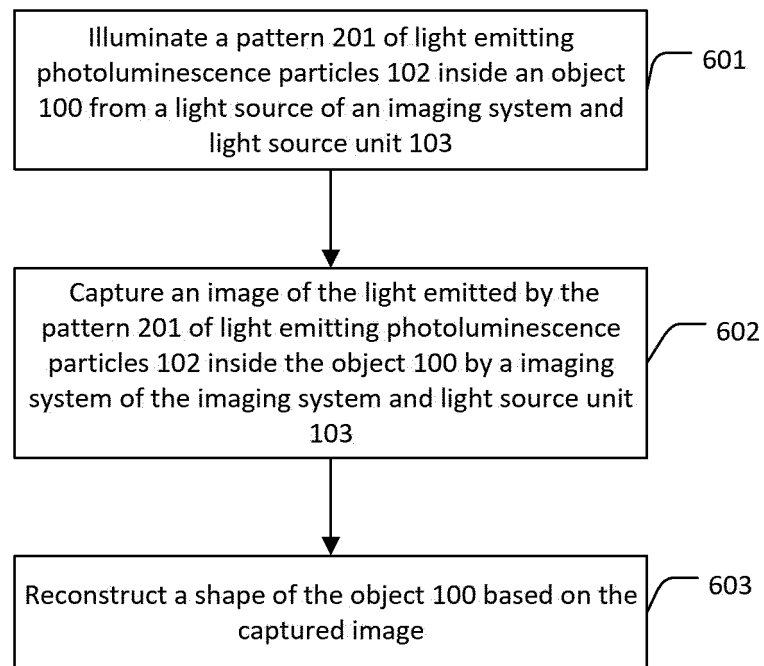 Illuminate a pattern 201 of light emitting
photoluminescence particles 102 inside an object
100 from a light source of an imaging system and
light source unit 103
601
Capture an image of the light emitted by the
pattern 201 of light emitting photoluminescence
particles 102 inside the object 100 by a imaging
system of the imaging system and light source unit
103
602
Reconstruct a shape of the object 100 based on the
captured image
603